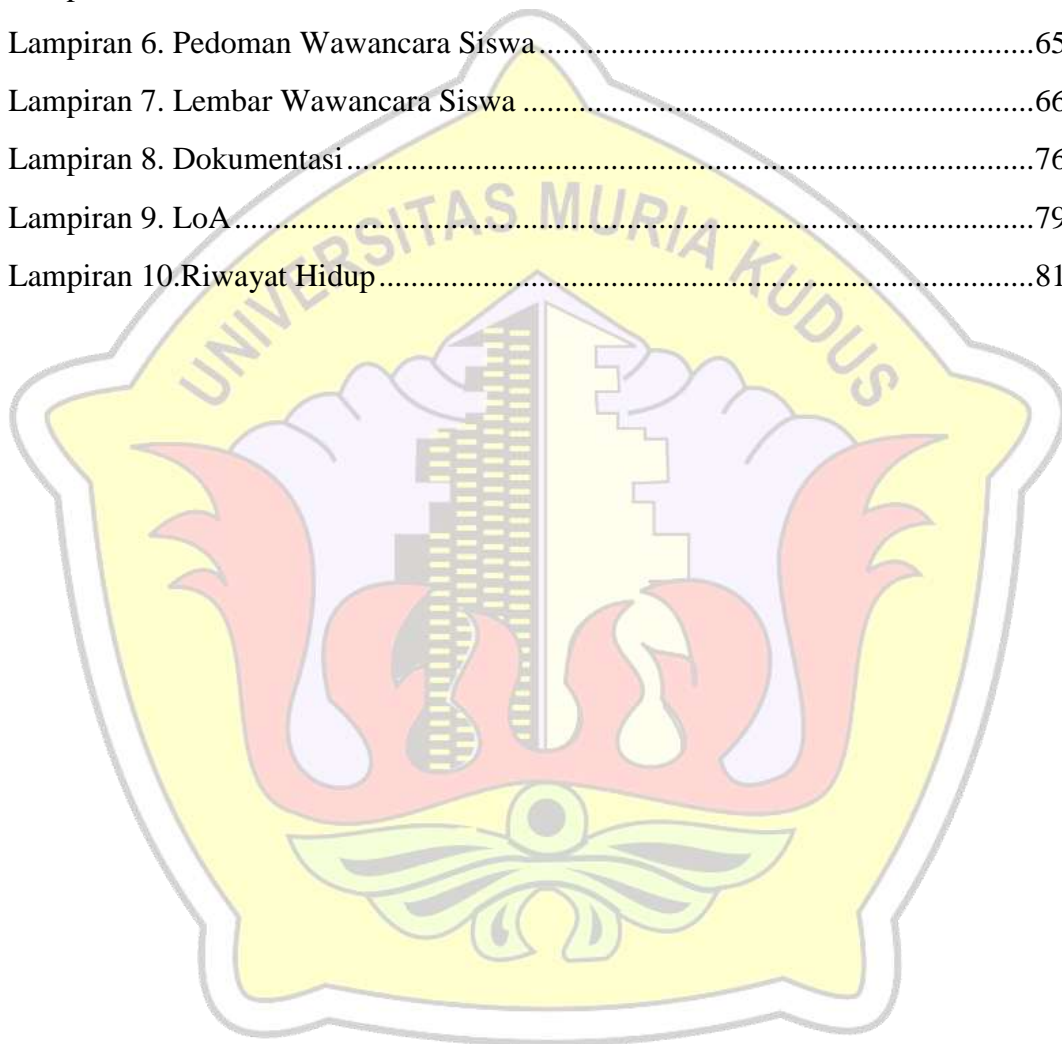 Lampiran 6. Pedoman Wawancara Siswa..........................................................................65
Lampiran 7. Lembar Wawancara Siswa ..........................................................................66
Lampiran 8. Dokumentasi..........................................................................76
Lampiran 9. LoA..........................................................................79
Lampiran 10.Riwayat Hidup..........................................................................81
UNIVERSITAS MURIA KUDUS